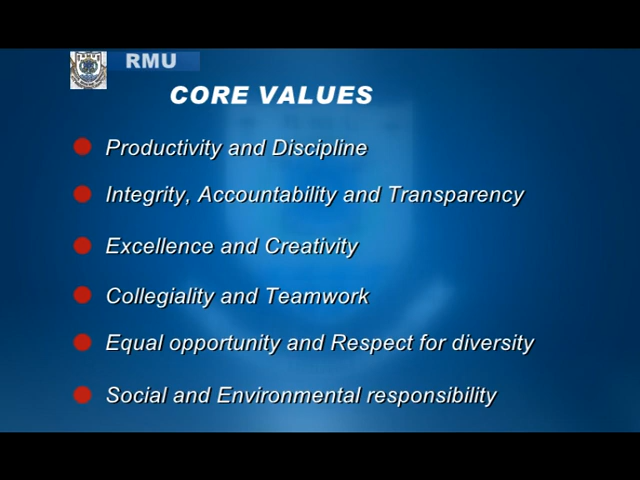 RMU
CORE VALUES
Productivity and Discipline
Integrity, Accountability and Transparency
Excellence and Creativity
Collegiality and Teamwork
Equal opportunity and Respect for diversity
Social and Environmental responsibility